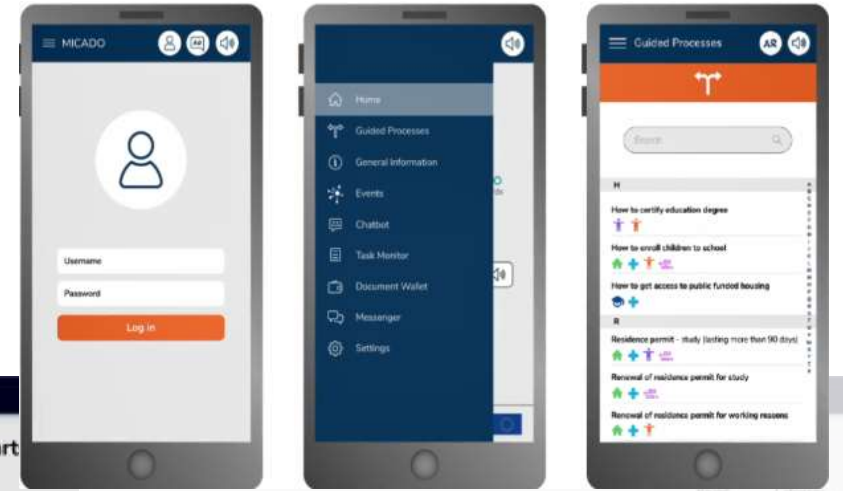 MICADO
AR
Username
Password
Log in
Home
Guided Processes
General Information
Events
Chatbot
Task Monitor
Document Wallet
Messenger
Settings
Guided Processes
AR
Search
H
How to certify education degree
How to enroll children to school
How to get access to public funded housing
R
Residence permit - study (lasting more than 90 days)
Renewal of residence permit for study
Renewal of residence permit for working reasons
art